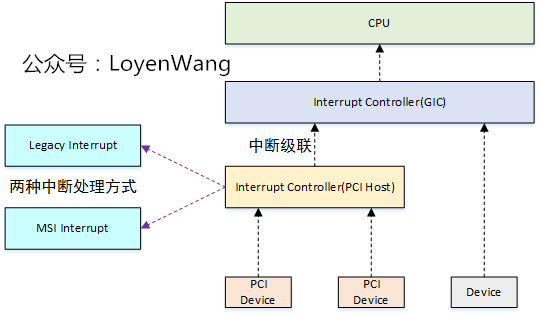 CPU
公众号：LoyenWang
Interrupt Controller(GIC)
Legacy Interrupt
中断级联
两种中断处理方式
Interrupt Controller(PCI Host)
MSI Interrupt
PCI
Device
PCI
Device
Device